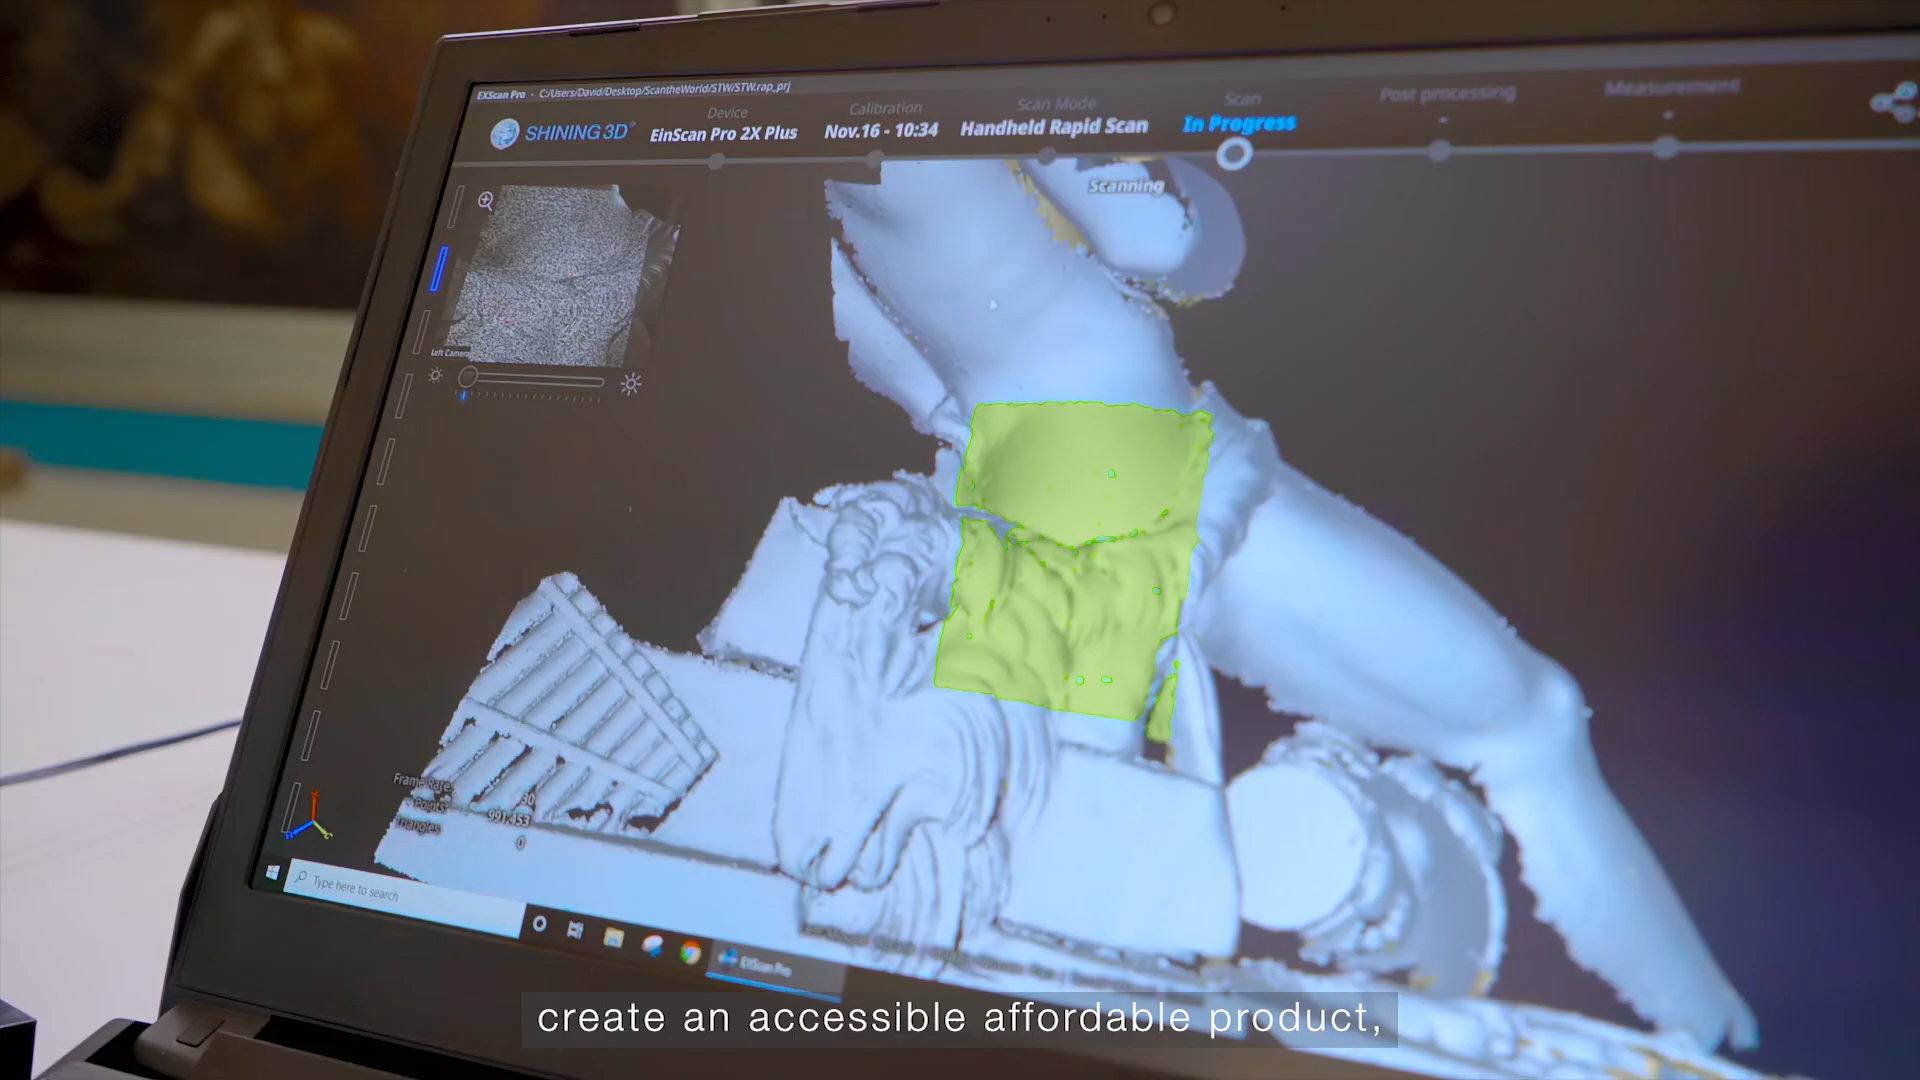 EXScan Pro - C:/Users/David/Desktop/ScantheWorld/STW/STW.rap_prj
SHINING 3D®
Device
EinScan Pro 2X Plus
Calibration
Nov.16 - 10:34
Scan Mode
Handheld Rapid Scan
Scan
In Progress
Post processing
Measurement
Scanning
Left Camera
Frame Rate: 30
Points: 991,453
Triangles: 0
Type here to search
EXScan Pro
create an accessible affordable product,